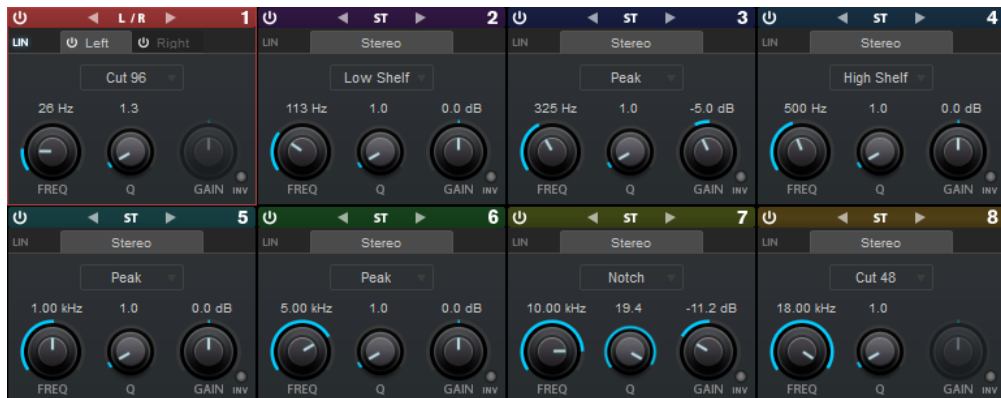 L/R 1 ST 2 ST 3 ST 4
LIN Left Right LIN Stereo LIN Stereo LIN Stereo
Cut 96 Low Shelf Peak High Shelf
26 Hz 1.3 113 Hz 1.0 0.0 dB 325 Hz 1.0 -5.0 dB 500 Hz 1.0 0.0 dB
FREQ Q GAIN INV FREQ Q GAIN INV FREQ Q GAIN INV FREQ Q GAIN INV
ST 5 ST 6 ST 7 ST 8
LIN Stereo LIN Stereo LIN Stereo LIN Stereo
Peak Peak Notch Cut 48
1.00 kHz 1.0 0.0 dB 5.00 kHz 1.0 0.0 dB 10.00 kHz 19.4 -11.2 dB 18.00 kHz 1.0
FREQ Q GAIN INV FREQ Q GAIN INV FREQ Q GAIN INV FREQ Q GAIN INV